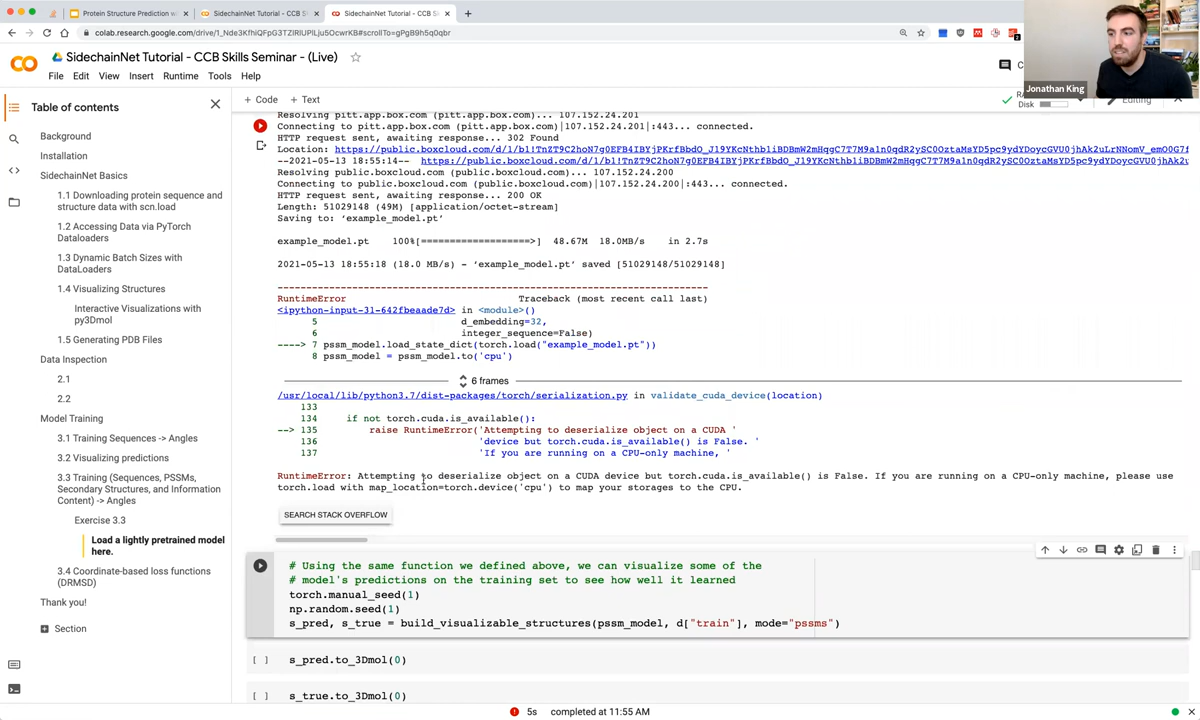 Protein Structure Prediction w
SidechainNet Tutorial - CCB S
SidechainNet Tutorial - CCB S
colab.research.google.com/drive/1_Nde3KfhiQFpG3TZIRIUPlLju5OcwrKB#scrollTo=gPgB9h5q0qbr
SidechainNet Tutorial - CCB Skills Seminar - (Live)
File Edit View Insert Runtime Tools Help
Jonathan King
Table of contents
+ Code + Text
Disk
Editing
Background
Installation
SidechainNet Basics
1.1 Downloading protein sequence and
structure data with scn.load
1.2 Accessing Data via PyTorch
Dataloaders
1.3 Dynamic Batch Sizes with
DataLoaders
1.4 Visualizing Structures
Interactive Visualizations with
py3Dmol
1.5 Generating PDB Files
Data Inspection
2.1
2.2
Model Training
3.1 Training Sequences -> Angles
3.2 Visualizing predictions
3.3 Training (Sequences, PSSMs,
Secondary Structures, and Information
Content) -> Angles
Exercise 3.3
Load a lightly pretrained model
here.
3.4 Coordinate-based loss functions
(DRMSD)
Thank you!
Section
Resolving pitt.app.box.com (pitt.app.box.com)... 107.152.24.201
Connecting to pitt.app.box.com (pitt.app.box.com)|107.152.24.201|:443... connected.
HTTP request sent, awaiting response... 302 Found
Location:
--2021-05-13 18:55:14--
Resolving public.boxcloud.com (public.boxcloud.com)... 107.152.24.200
Connecting to public.boxcloud.com (public.boxcloud.com)|107.152.24.200|:443... connected.
HTTP request sent, awaiting response... 200 OK
Length: 51029148 (49M) [application/octet-stream]
Saving to: ‘example_model.pt’
example_model.pt 100%[===================>] 48.67M 18.0MB/s in 2.7s
2021-05-13 18:55:18 (18.0 MB/s) - ‘example_model.pt’ saved [51029148/51029148]
---------------------------------------------------------------------------
RuntimeError Traceback (most recent call last)
<ipython-input-31-642fbeaade7d> in <module>()
5 d_embedding=32,
6 integer_sequence=False)
----> 7 pssm_model.load_state_dict(torch.load("example_model.pt"))
8 pssm_model = pssm_model.to('cpu')
6 frames
/usr/local/lib/python3.7/dist-packages/torch/serialization.py in validate_cuda_device(location)
133
134 if not torch.cuda.is_available():
--> 135 raise RuntimeError('Attempting to deserialize object on a CUDA '
136 'device but torch.cuda.is_available() is False. '
137 'If you are running on a CPU-only machine, '
RuntimeError: Attempting to deserialize object on a CUDA device but torch.cuda.is_available() is False. If you are running on a CPU-only machine, please use
torch.load with map_location=torch.device('cpu') to map your storages to the CPU.
SEARCH STACK OVERFLOW
# Using the same function we defined above, we can visualize some of the
# model's predictions on the training set to see how well it learned
torch.manual_seed(1)
np.random.seed(1)
s_pred, s_true = build_visualizable_structures(pssm_model, d["train"], mode="pssms")
[ ] s_pred.to_3Dmol(0)
[ ] s_true.to_3Dmol(0)
5s completed at 11:55 AM